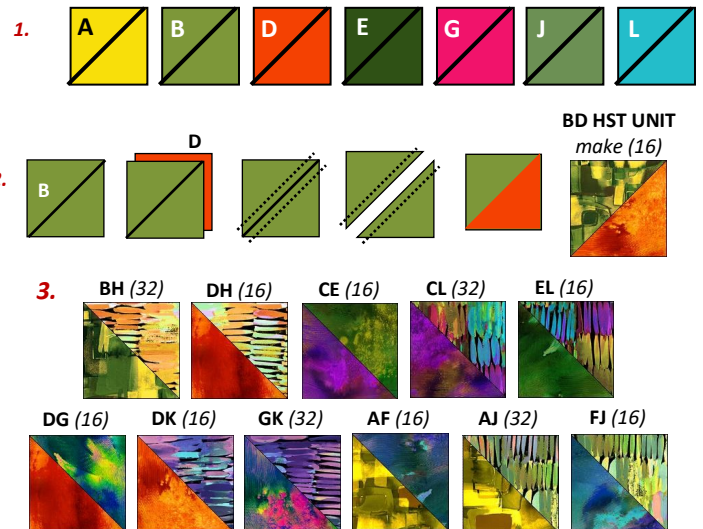 1. A B D E G J L
BD HST UNIT
make (16)
D
B
3.
BH (32) DH (16) CE (16) CL (32) EL (16)
DG (16) DK (16) GK (32) AF (16) AJ (32) FJ (16)